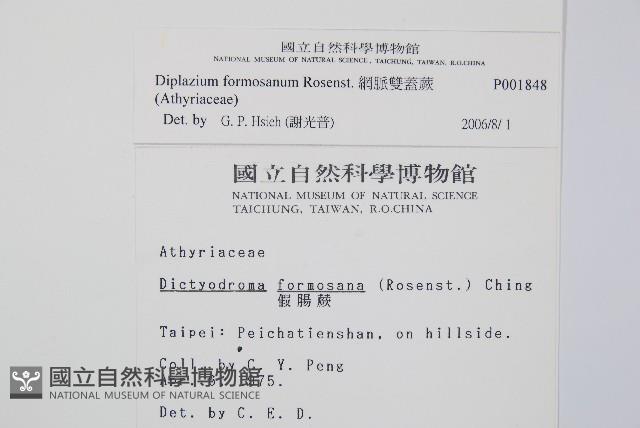 國立自然科學博物館
NATIONAL MUSEUM OF NATURAL SCIENCE, TAICHUNG, TAIWAN, R.O.CHINA
Diplazium formosanum Rosenst. 網脈雙蓋蕨 P001848
(Athyriaceae)
Det. by G. P. Hsieh (謝光普) 2006/8/1
國立自然科學博物館
NATIONAL MUSEUM OF NATURAL SCIENCE
TAICHUNG, TAIWAN, R.O.CHINA
Athyriaceae
Dictyodroma formosana (Rosenst.) Ching
假腸蕨
Taipei: Peichatienshan, on hillside.
Coll. by C. Y. Peng
75.
Det. by C. E. D.
國立自然科學博物館
NATIONAL MUSEUM OF NATURAL SCIENCE